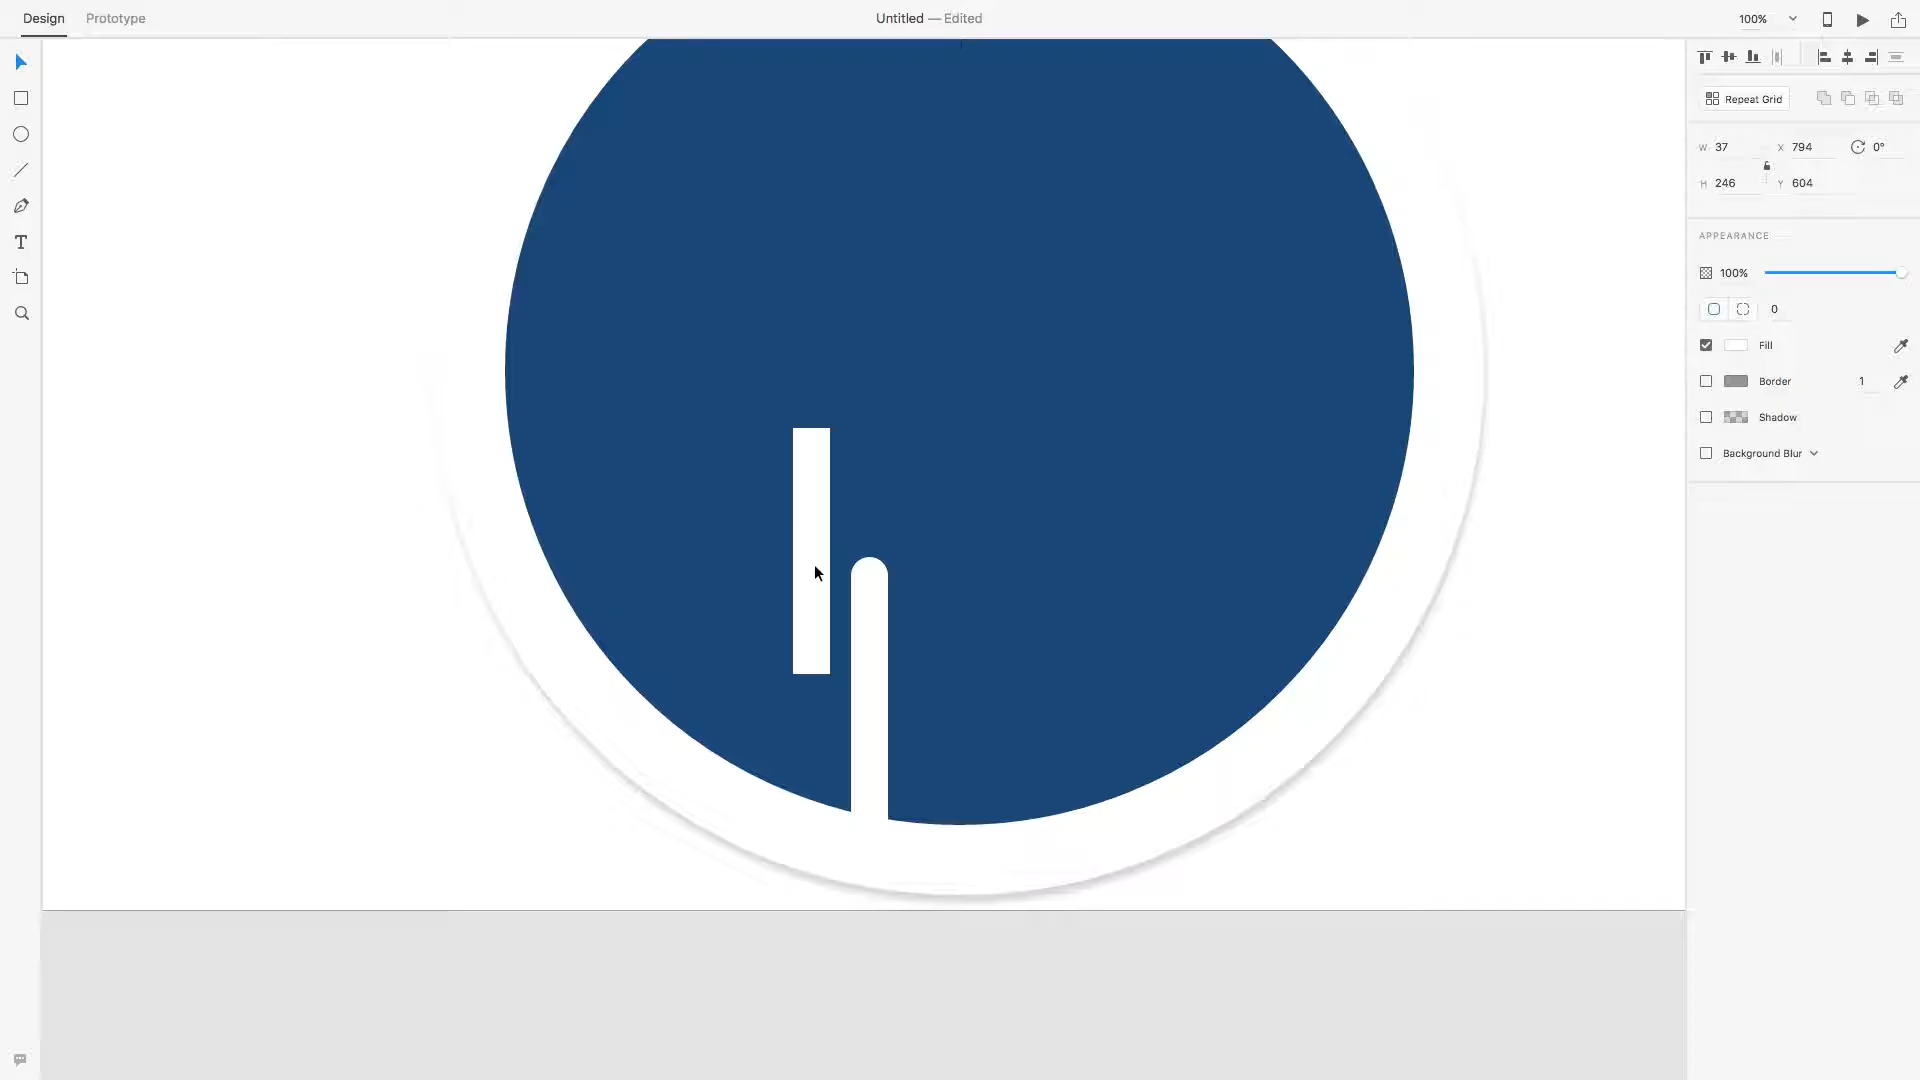 Design Prototype Untitled — Edited 100%
Repeat Grid
W 37 X 794 0°
H 246 Y 604
APPEARANCE
100%
0
Fill
Border 1
Shadow
Background Blur
T